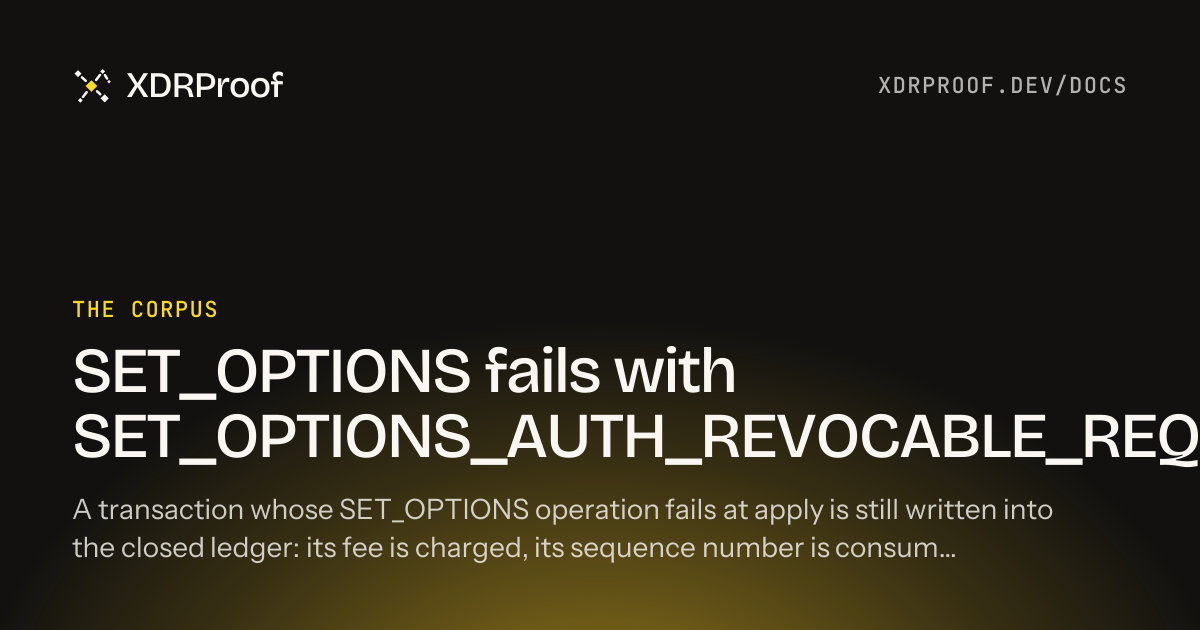 XDRProof
XDRPROOF.DEV/DOCS
THE CORPUS
SET_OPTIONS fails with
SET_OPTIONS_AUTH_REVOCABLE_REQ
A transaction whose SET_OPTIONS operation fails at apply is still written into
the closed ledger: its fee is charged, its sequence number is consum...